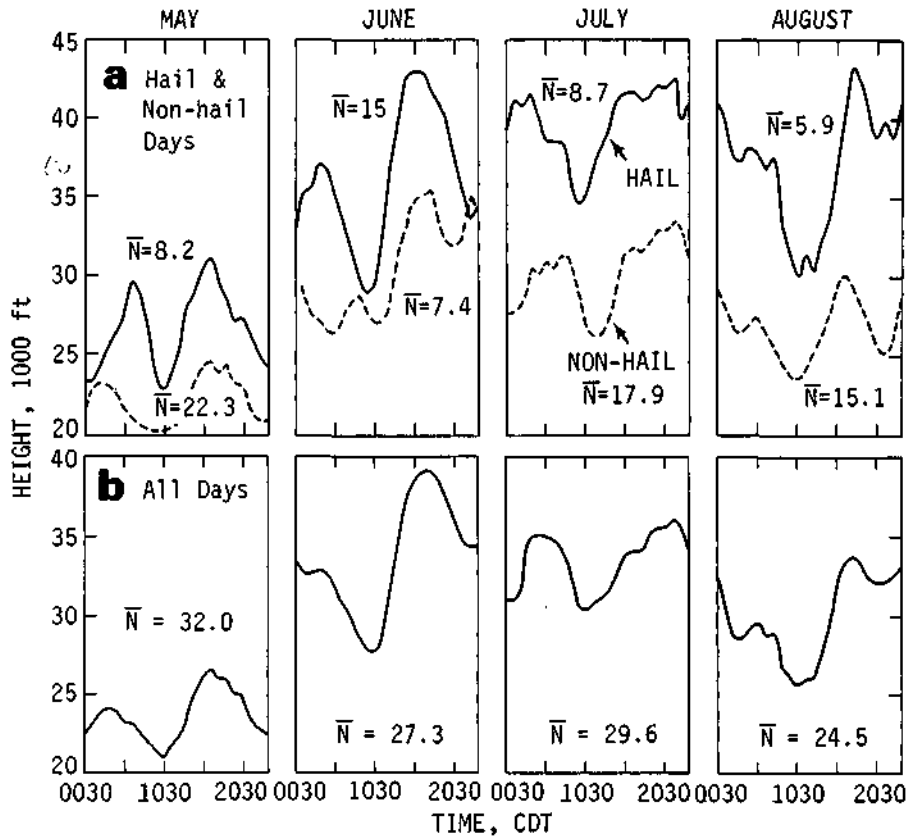 MAY JUNE JULY AUGUST
45
40
35
30
25
20
a Hail &
Non-hail
Days
N̄=8.2
N̄=22.3
N̄=15
N̄=7.4
N̄=8.7
HAIL
NON-HAIL
N̄=17.9
N̄=5.9
N̄=15.1
HEIGHT, 1000 ft
40
35
30
25
20
b All Days
N̄ = 32.0
N̄ = 27.3
N̄ = 29.6
N̄ = 24.5
0030 1030 2030 0030 1030 2030 0030 1030 2030 0030 1030 2030
TIME, CDT